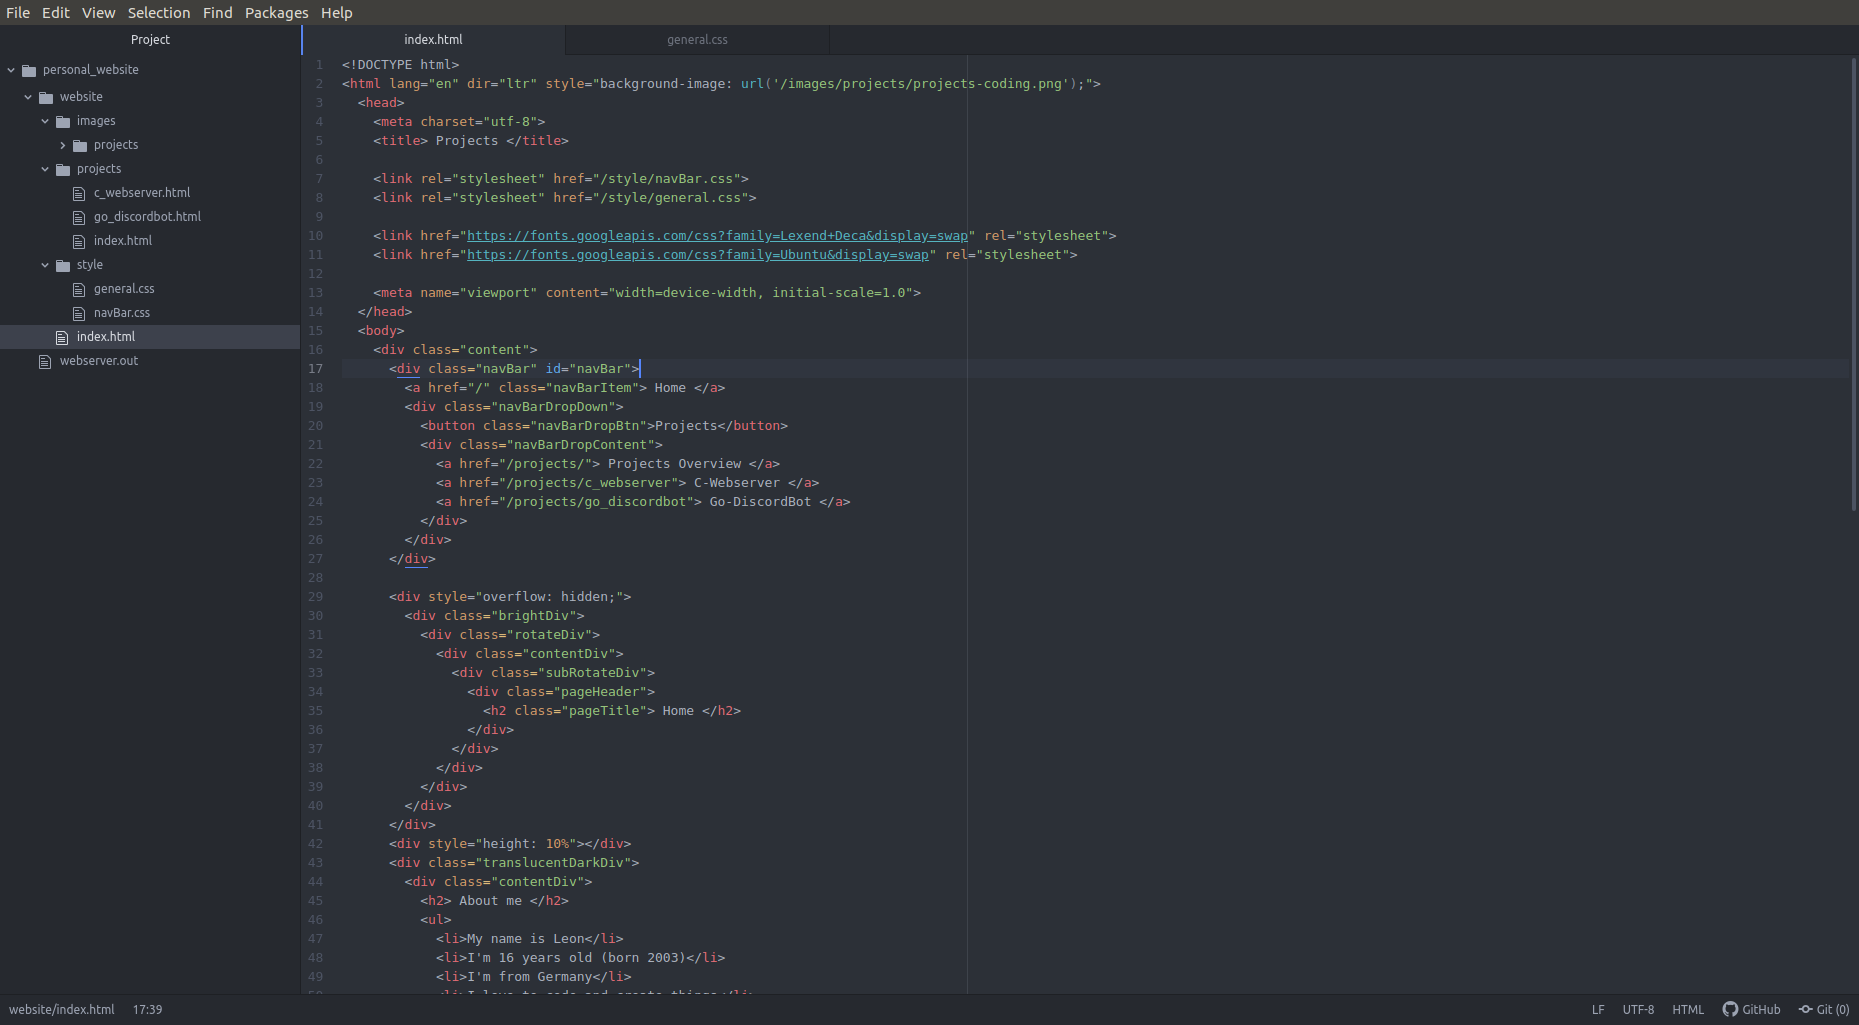 File Edit View Selection Find Packages Help
Project
index.html
general.css
personal_website
website
images
projects
projects
c_webserver.html
go_discordbot.html
index.html
style
general.css
navBar.css
index.html
webserver.out
1 <!DOCTYPE html>
2 <html lang="en" dir="ltr" style="background-image: url('/images/projects/projects-coding.png');">
3 <head>
4 <meta charset="utf-8">
5 <title> Projects </title>
6
7 <link rel="stylesheet" href="/style/navBar.css">
8 <link rel="stylesheet" href="/style/general.css">
9
10 <link href="https://fonts.googleapis.com/css?family=Lexend+Deca&display=swap" rel="stylesheet">
11 <link href="https://fonts.googleapis.com/css?family=Ubuntu&display=swap" rel="stylesheet">
12
13 <meta name="viewport" content="width=device-width, initial-scale=1.0">
14 </head>
15 <body>
16 <div class="content">
17 <div class="navBar" id="navBar">
18 <a href="/" class="navBarItem"> Home </a>
19 <div class="navBarDropDown">
20 <button class="navBarDropBtn">Projects</button>
21 <div class="navBarDropContent">
22 <a href="/projects/"> Projects Overview </a>
23 <a href="/projects/c_webserver"> C-Webserver </a>
24 <a href="/projects/go_discordbot"> Go-DiscordBot </a>
25 </div>
26 </div>
27 </div>
28
29 <div style="overflow: hidden;">
30 <div class="brightDiv">
31 <div class="rotateDiv">
32 <div class="contentDiv">
33 <div class="subRotateDiv">
34 <div class="pageHeader">
35 <h2 class="pageTitle"> Home </h2>
36 </div>
37 </div>
38 </div>
39 </div>
40 </div>
41 </div>
42 <div style="height: 10%"></div>
43 <div class="translucentDarkDiv">
44 <div class="contentDiv">
45 <h2> About me </h2>
46 <ul>
47 <li>My name is Leon</li>
48 <li>I'm 16 years old (born 2003)</li>
49 <li>I'm from Germany</li>
50 <li>I love to code and create things</li>
website/index.html 17:39
LF UTF-8 HTML GitHub Git (0)